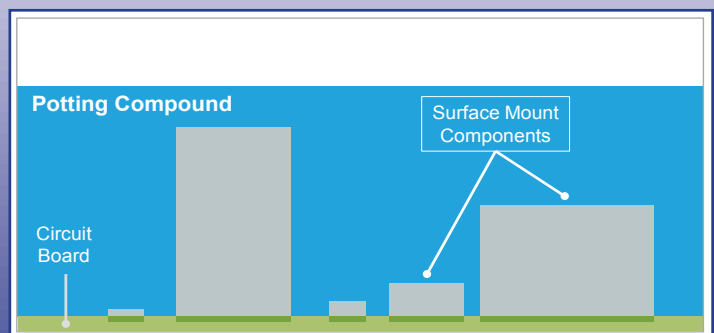 Potting Compound
Surface Mount
Components
Circuit
Board